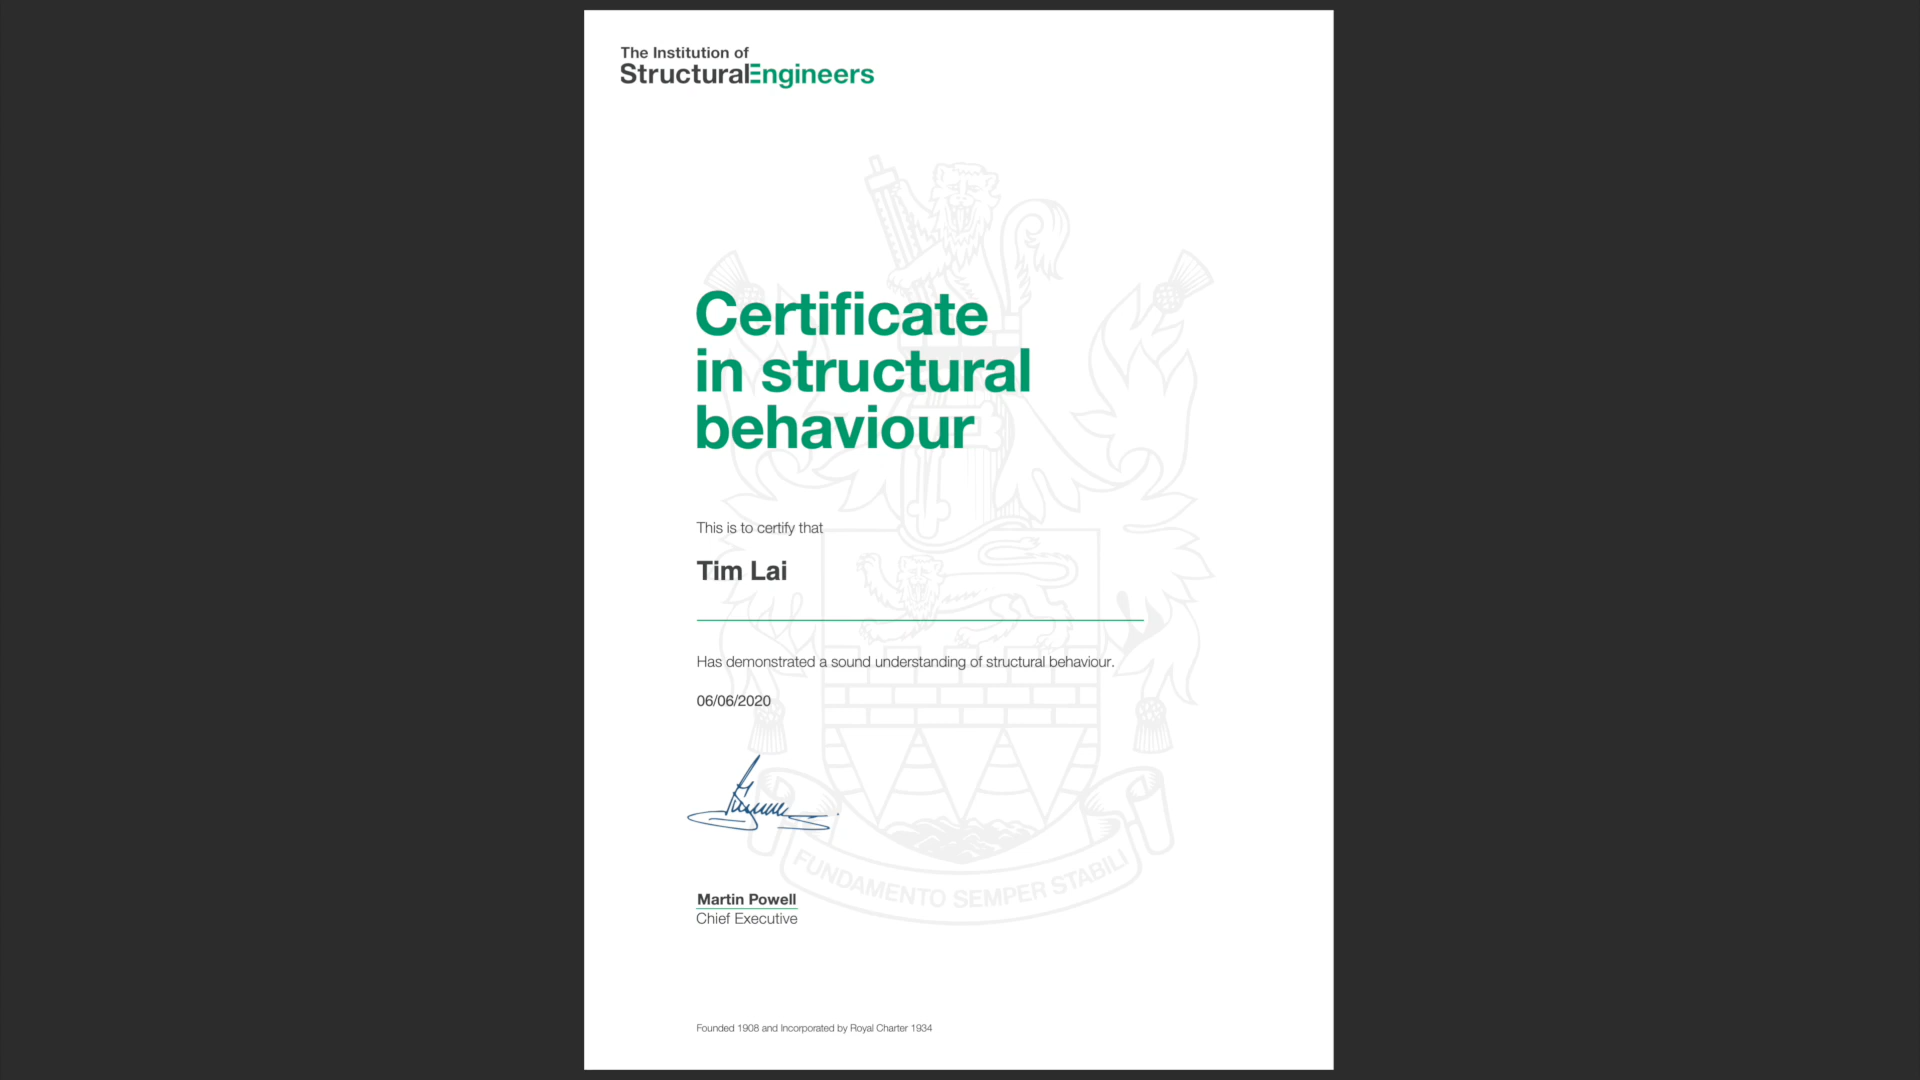 The Institution of
StructuralEngineers
Certificate
in structural
behaviour
This is to certify that
Tim Lai
Has demonstrated a sound understanding of structural behaviour.
06/06/2020
FUNDAMENTO SEMPER STABILI
Martin Powell
Chief Executive
Founded 1908 and Incorporated by Royal Charter 1934